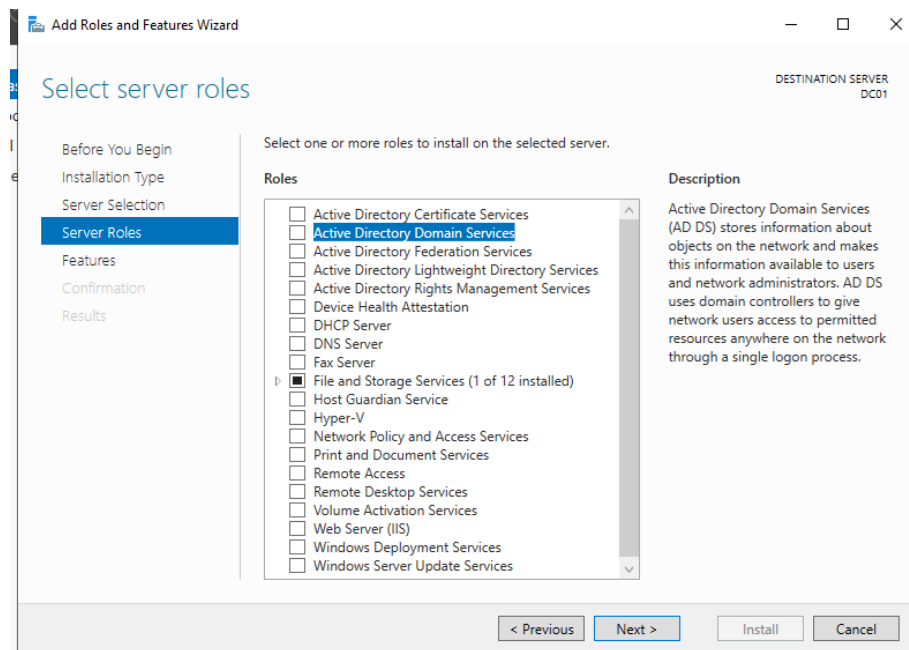 Add Roles and Features Wizard
Select server roles
DESTINATION SERVER
DC01
Before You Begin
Installation Type
Server Selection
Server Roles
Features
Confirmation
Results
Select one or more roles to install on the selected server.
Roles
Active Directory Certificate Services
Active Directory Domain Services
Active Directory Federation Services
Active Directory Lightweight Directory Services
Active Directory Rights Management Services
Device Health Attestation
DHCP Server
DNS Server
Fax Server
File and Storage Services (1 of 12 installed)
Host Guardian Service
Hyper-V
Network Policy and Access Services
Print and Document Services
Remote Access
Remote Desktop Services
Volume Activation Services
Web Server (IIS)
Windows Deployment Services
Windows Server Update Services
Description
Active Directory Domain Services
(AD DS) stores information about
objects on the network and makes
this information available to users
and network administrators. AD DS
uses domain controllers to give
network users access to permitted
resources anywhere on the network
through a single logon process.
< Previous
Next >
Install
Cancel